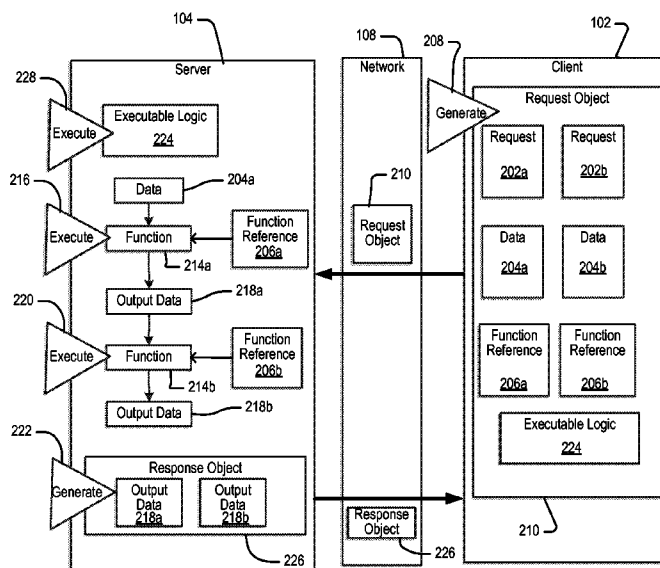 104
108
208
102
228
Server
Network
Client
Execute
Executable Logic
224
Generate
Request Object
Request
202a
Request
202b
216
Data
204a
210
Execute
Function
Function
Reference
206a
214a
Request
Object
Data
204a
Data
204b
220
Output Data
218a
Execute
Function
Function
Reference
206b
214b
Function
Reference
206a
Function
Reference
206b
Output Data
218b
Executable Logic
224
222
Generate
Response Object
Output
Data
218a
Output
Data
218b
226
Response
Object
226
210